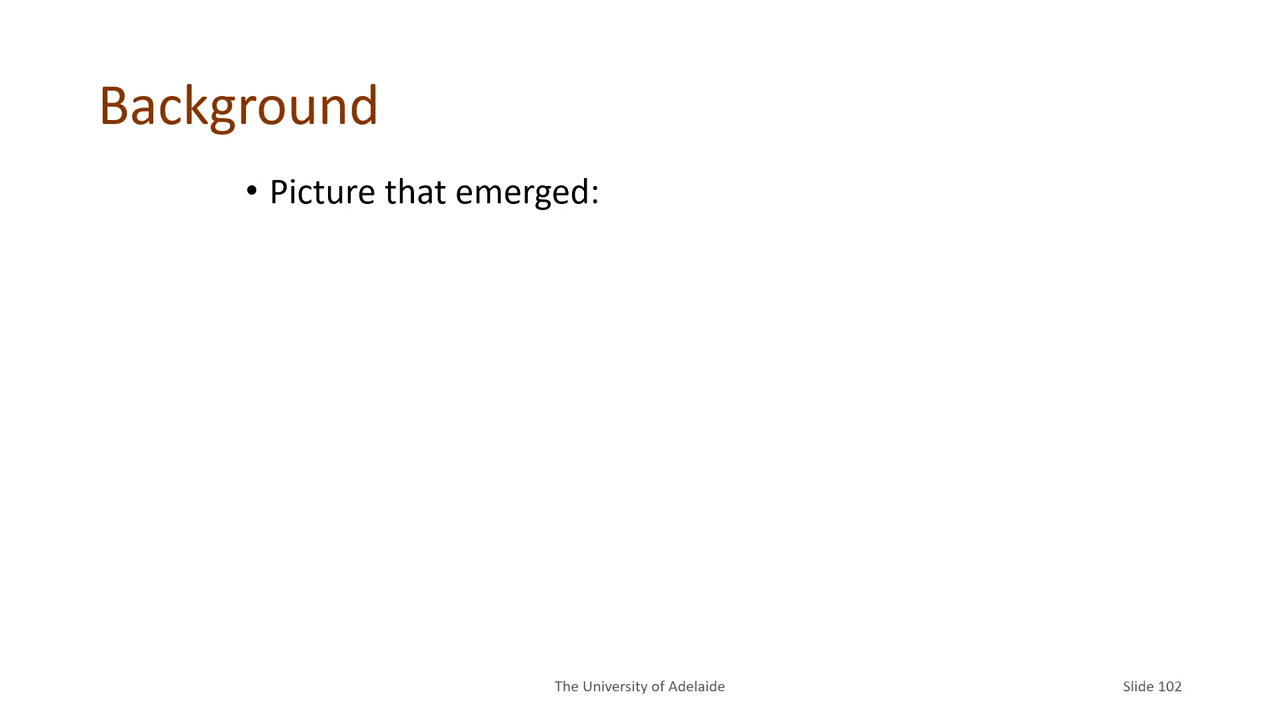 Background
• Picture that emerged:
The University of Adelaide
Slide 102